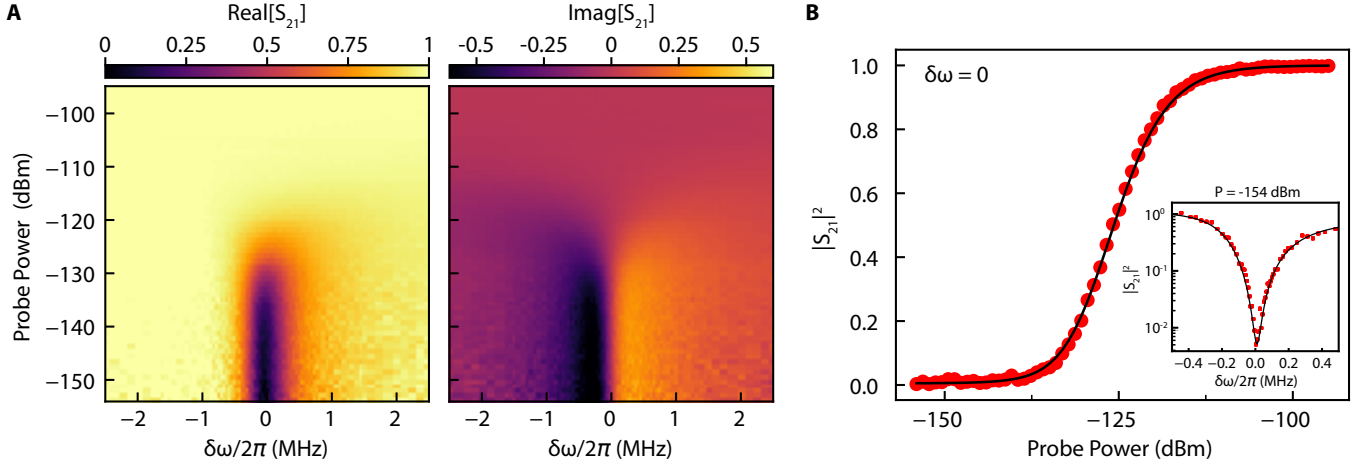 A
Real[S₂₁]
0 0.25 0.5 0.75 1
Imag[S₂₁]
-0.5 -0.25 0 0.25 0.5
Probe Power (dBm)
−100
−110
−120
−130
−140
−150
−2 −1 0 1 2
δω/2π (MHz)
−2 −1 0 1 2
δω/2π (MHz)
B
δω = 0
|S₂₁|²
1.0
0.8
0.6
0.4
0.2
0.0
−150 −125 −100
Probe Power (dBm)
P = -154 dBm
|S₂₁|²
10⁰
10⁻¹
10⁻²
-0.4 -0.2 0.0 0.2 0.4
δω/2π (MHz)